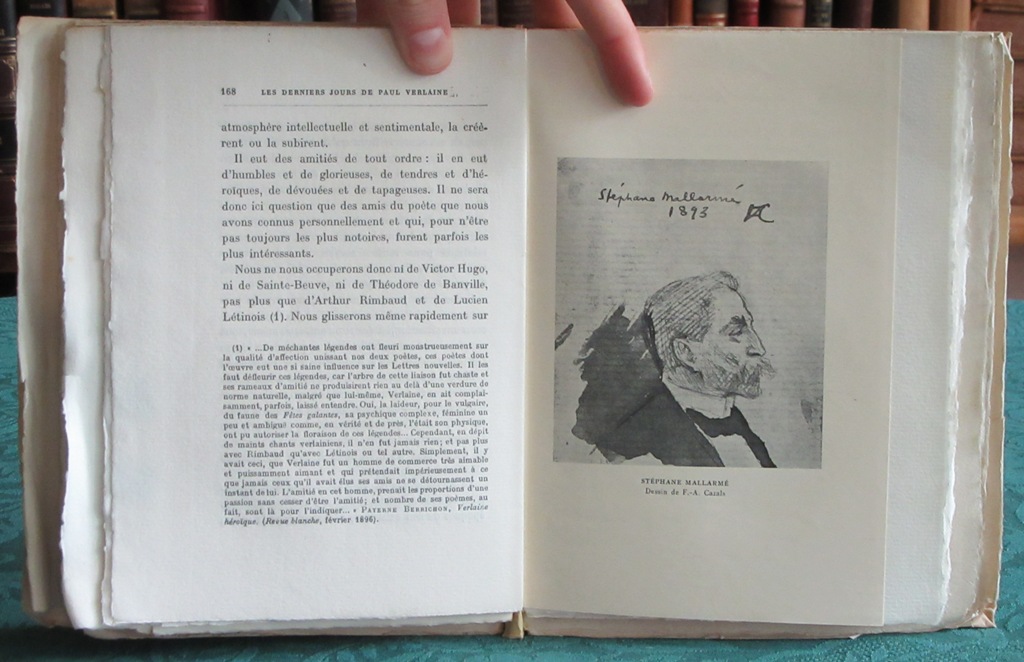 168 LES DERNIERS JOURS DE PAUL VERLAINE
atmosphère intellectuelle et sentimentale, la créè-
rent ou la subirent.
Il eut des amitiés de tout ordre : il en eut
d'humbles et de glorieuses, de tendres et d'hé-
roïques, de dévouées et de tapageuses. Il ne sera
donc ici question que des amis du poète que nous
avons connus personnellement et qui, pour n'être
pas toujours les plus notoires, furent parfois les
plus intéressants.
Nous ne nous occuperons donc ni de Victor Hugo,
ni de Sainte-Beuve, ni de Théodore de Banville,
pas plus que d'Arthur Rimbaud et de Lucien
Létinois (1). Nous glisserons même rapidement sur
(1) « ...De méchantes légendes ont fleuri monstrueusement sur
la qualité d'affection unissant nos deux poètes, ces poètes dont
l'œuvre eut une si saine influence sur les Lettres nouvelles. Il les
faut défleurir ces légendes, car l'arbre de cette liaison fut chaste et
ses rameaux d'amitié ne produisirent rien au delà d'une verdure de
norme naturelle, malgré que lui-même, Verlaine, en ait complai-
samment, parfois, laissé entendre. Oui, la laideur, pour le vulgaire,
du faune des Fêtes galantes, sa psychique complexe, féminine un
peu et ambiguë comme, en vérité et de près, l'était son physique,
ont pu autoriser la floraison de ces légendes... Cependant, en dépit
de maints chants verlainiens, il n'en fut jamais rien ; et pas plus
avec Rimbaud qu'avec Létinois ou tel autre. Simplement, il y
avait ceci, que Verlaine fut un homme de commerce très aimable
et puissamment aimant et qui prétendait impérieusement à ce
que jamais ceux qu'il avait élus ses amis ne se détournassent un
instant de lui. L'amitié en cet homme, prenait les proportions d'une
passion sans cesser d'être l'amitié ; et nombre de ses poèmes, au
fait, sont là pour l'indiquer... » PATERNE BERRICHON, Verlaine
héroïque. (Revue blanche, février 1896).
Stéphane Mallarmé
1893 FC
STÉPHANE MALLARMÉ
Dessin de F.-A. Cazals